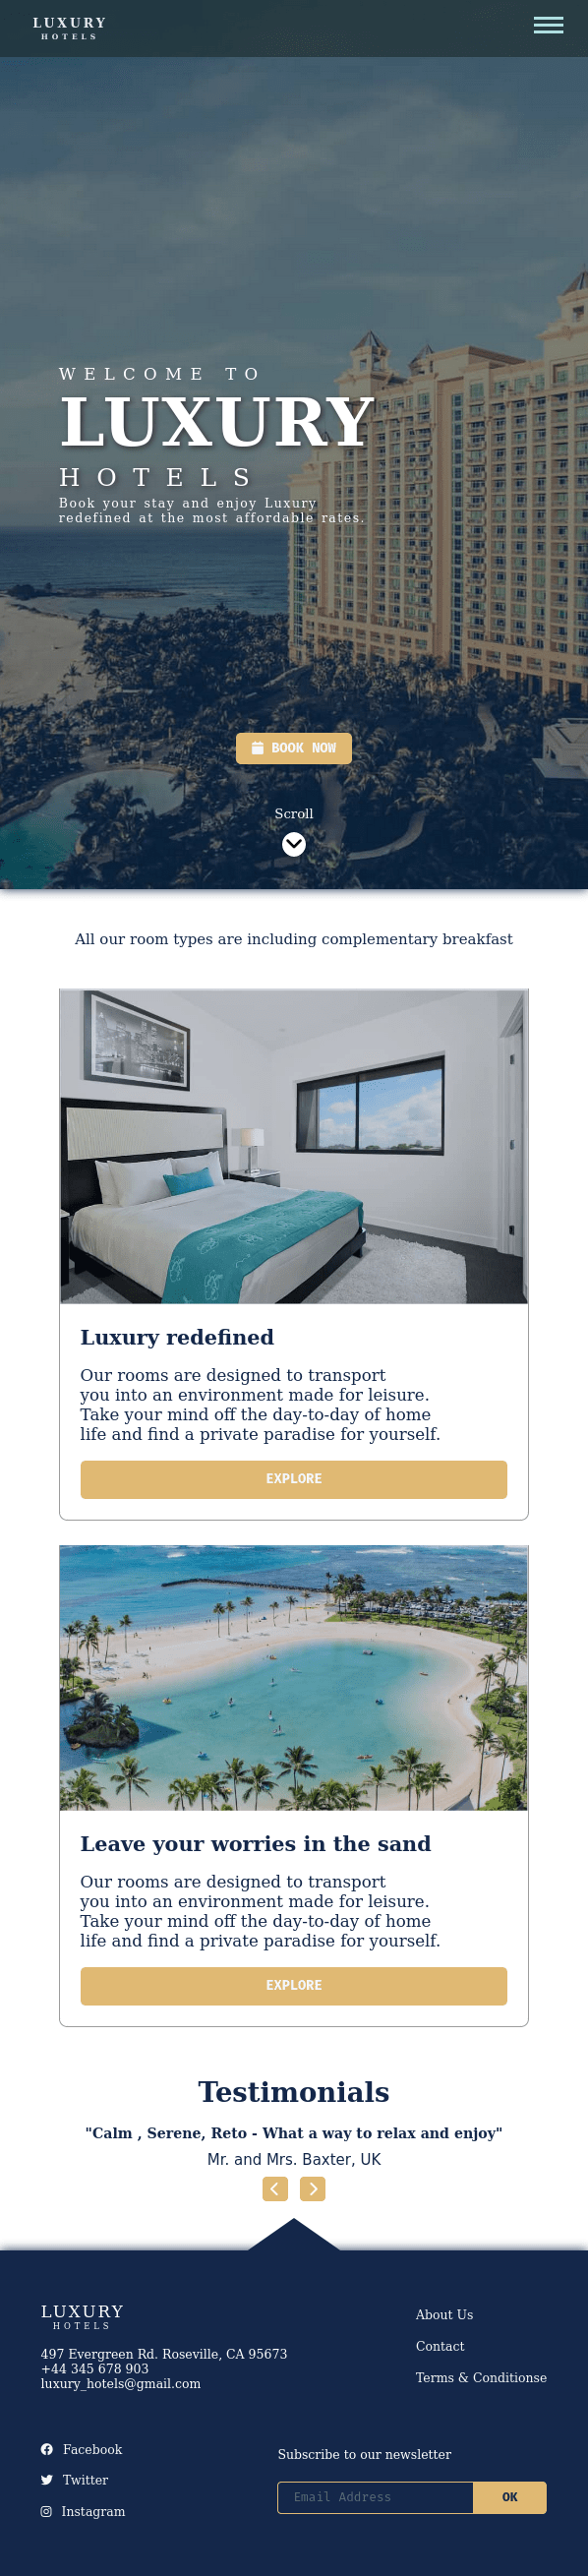 LUXURY
HOTELS
WELCOME TO
LUXURY
HOTELS
Book your stay and enjoy Luxury
redefined at the most affordable rates.
BOOK NOW
Scroll
All our room types are including complementary breakfast
Luxury redefined
Our rooms are designed to transport
you into an environment made for leisure.
Take your mind off the day-to-day of home
life and find a private paradise for yourself.
EXPLORE
Leave your worries in the sand
Our rooms are designed to transport
you into an environment made for leisure.
Take your mind off the day-to-day of home
life and find a private paradise for yourself.
EXPLORE
Testimonials
"Calm , Serene, Reto - What a way to relax and enjoy"
Mr. and Mrs. Baxter, UK
LUXURY
HOTELS
497 Evergreen Rd. Roseville, CA 95673
+44 345 678 903
luxury_hotels@gmail.com
About Us
Contact
Terms & Conditionse
Facebook
Twitter
Instagram
Subscribe to our newsletter
Email Address
OK